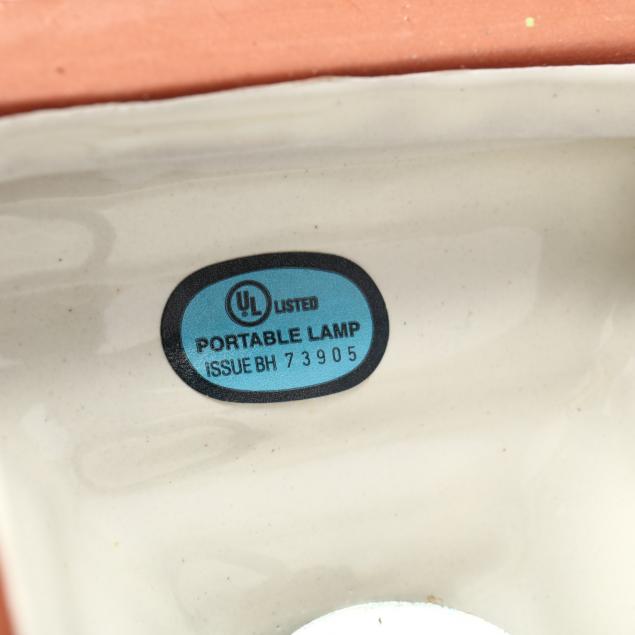 UL LISTED
PORTABLE LAMP
ISSUE BH 73905